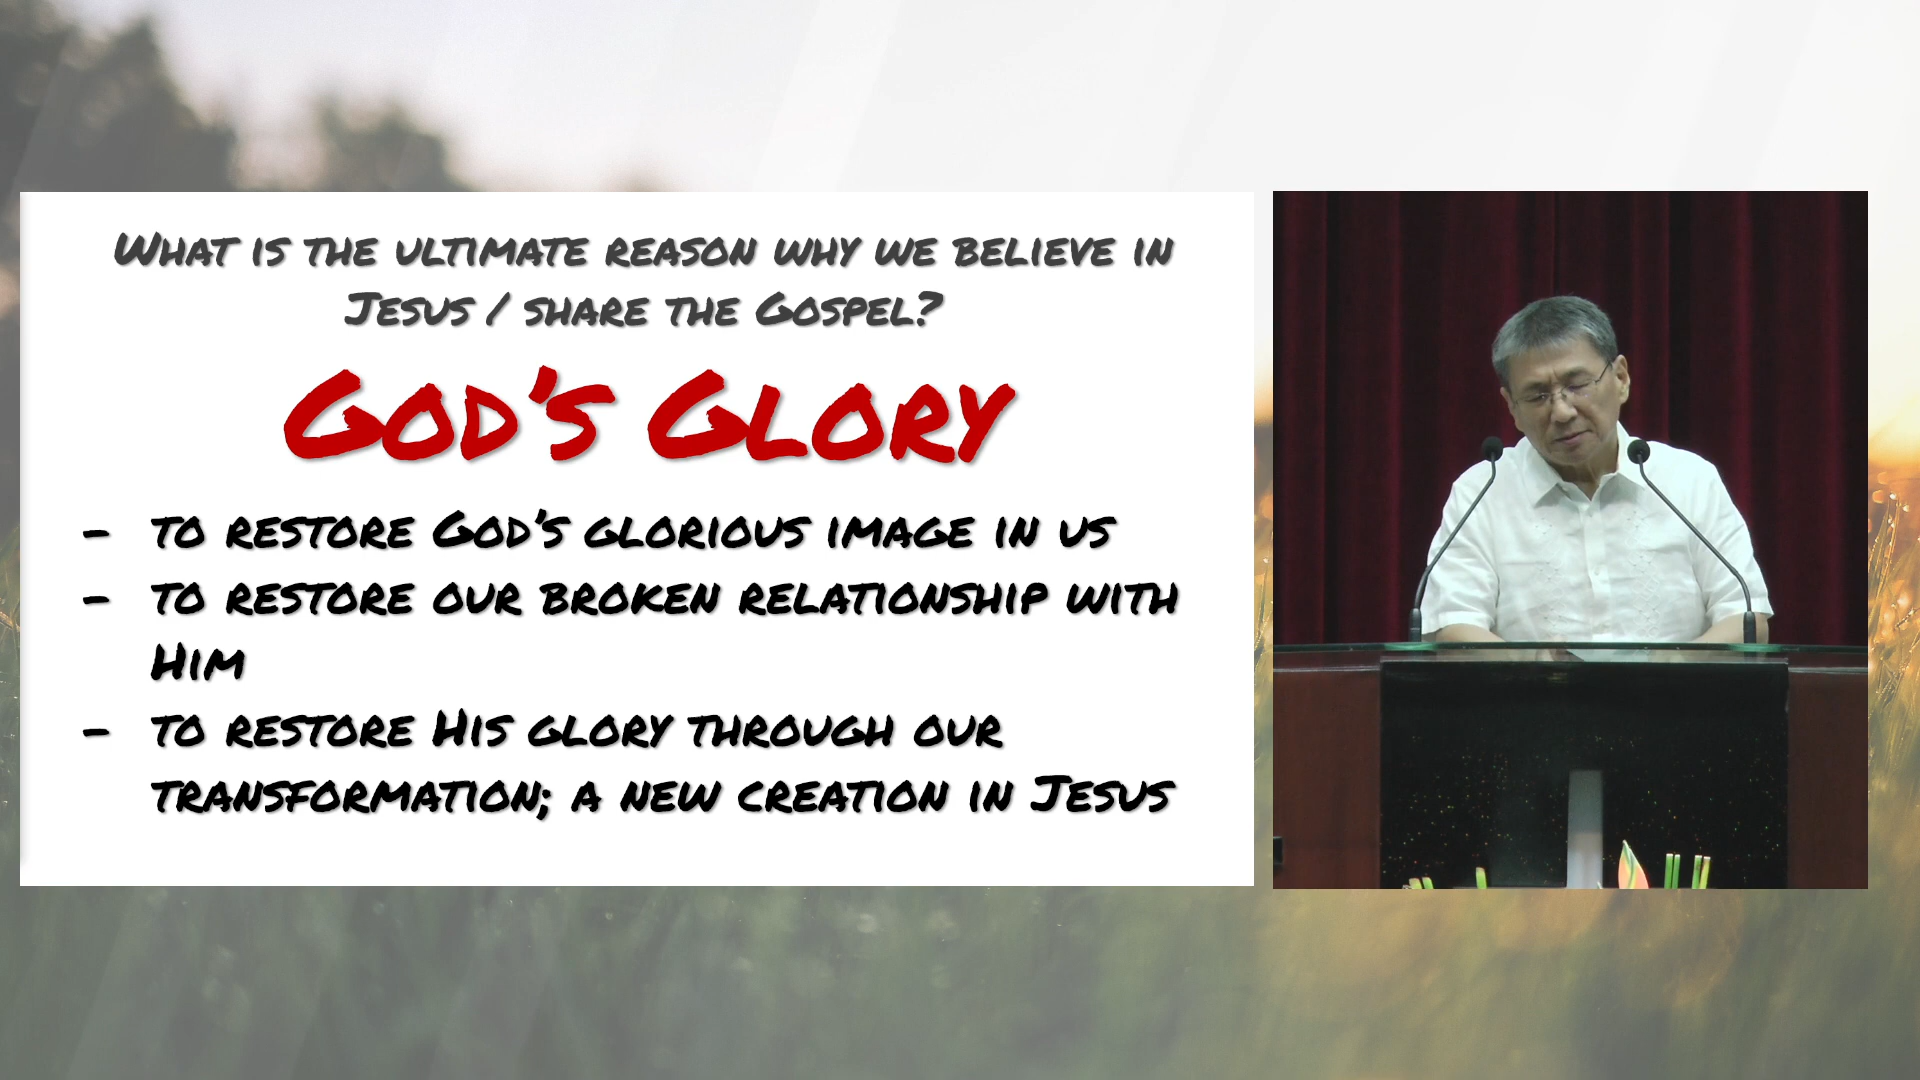 What is the ultimate reason why we believe in
Jesus / share the Gospel?
God's Glory
- to restore God's glorious image in us
- to restore our broken relationship with
Him
- to restore His glory through our
transformation; a new creation in Jesus